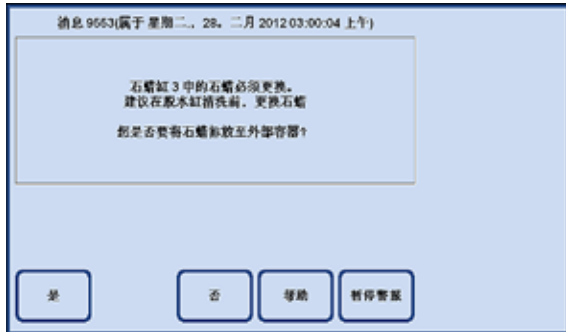 消息 9553(属于 星期二,, 28。二月 2012 03:00:04 上午)
石蜡缸 3 中的石蜡必须更换。
建议在脱水缸清洗前,更换石蜡
您是否要将石蜡排放至外部容器?
是
否
帮助
暂停警报